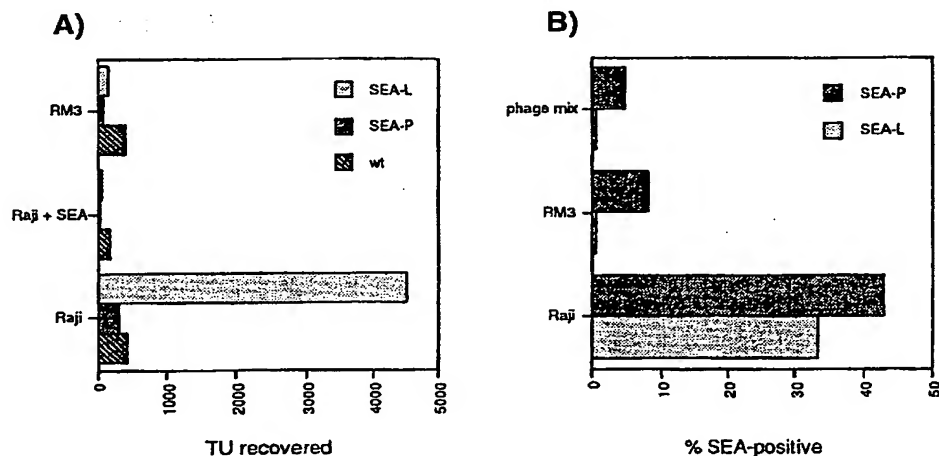 A)
RM3
Raji + SEA
Raji
SEA-L
SEA-P
wt
0
1000
2000
3000
4000
5000
TU recovered
B)
phage mix
RM3
Raji
SEA-P
SEA-L
0
10
20
30
40
50
% SEA-positive